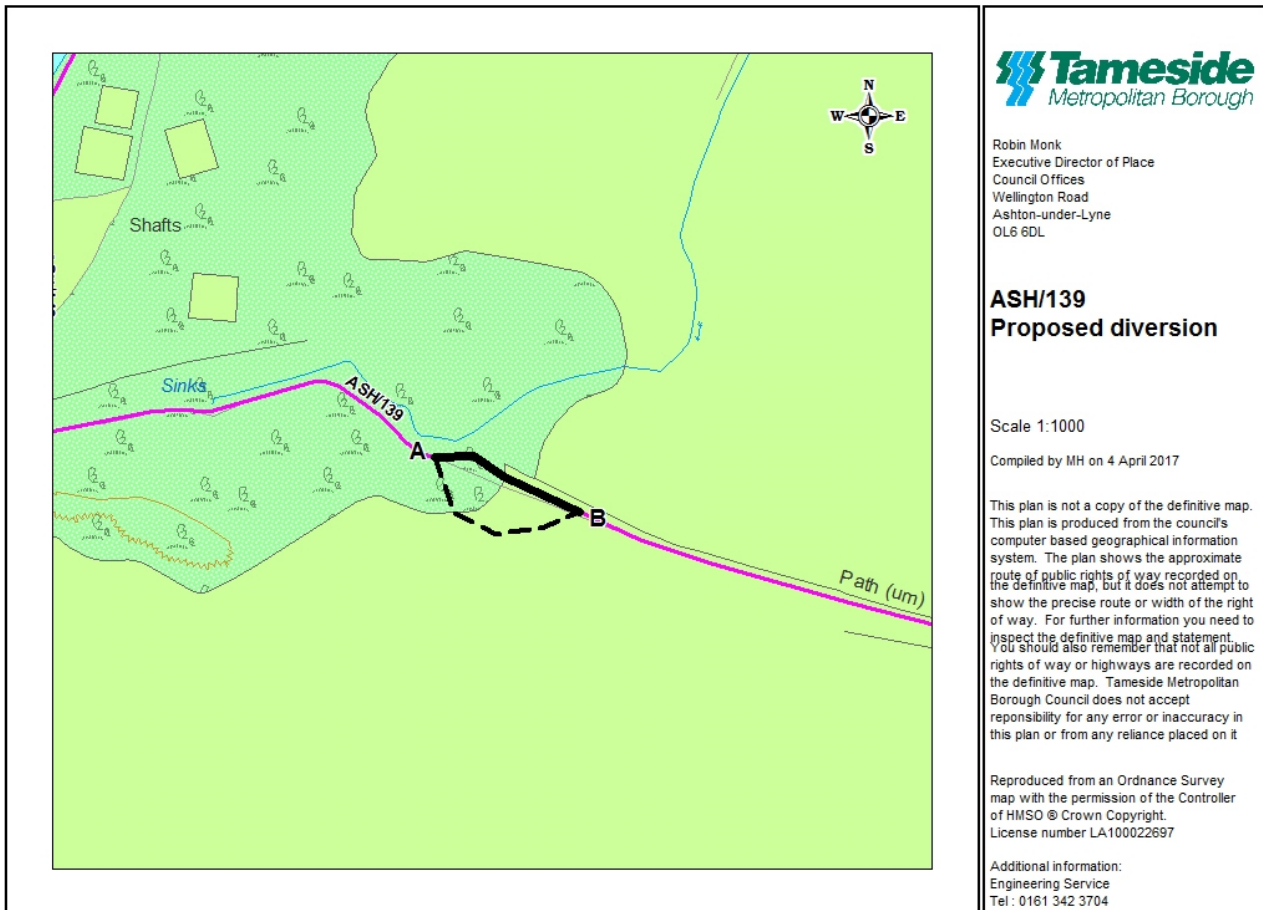 N
W E
S
Shafts
Sinks
ASH/139
A
B
Path (um)
Tameside
Metropolitan Borough
Robin Monk
Executive Director of Place
Council Offices
Wellington Road
Ashton-under-Lyne
OL6 6DL
ASH/139
Proposed diversion
Scale 1:1000
Compiled by MH on 4 April 2017
This plan is not a copy of the definitive map.
This plan is produced from the council's
computer based geographical information
system. The plan shows the approximate
route of public rights of way recorded on
the definitive map, but it does not attempt to
show the precise route or width of the right
of way. For further information you need to
inspect the definitive map and statement.
You should also remember that not all public
rights of way or highways are recorded on
the definitive map. Tameside Metropolitan
Borough Council does not accept
reponsibility for any error or inaccuracy in
this plan or from any reliance placed on it
Reproduced from an Ordnance Survey
map with the permission of the Controller
of HMSO ® Crown Copyright.
License number LA100022697
Additional information:
Engineering Service
Tel : 0161 342 3704